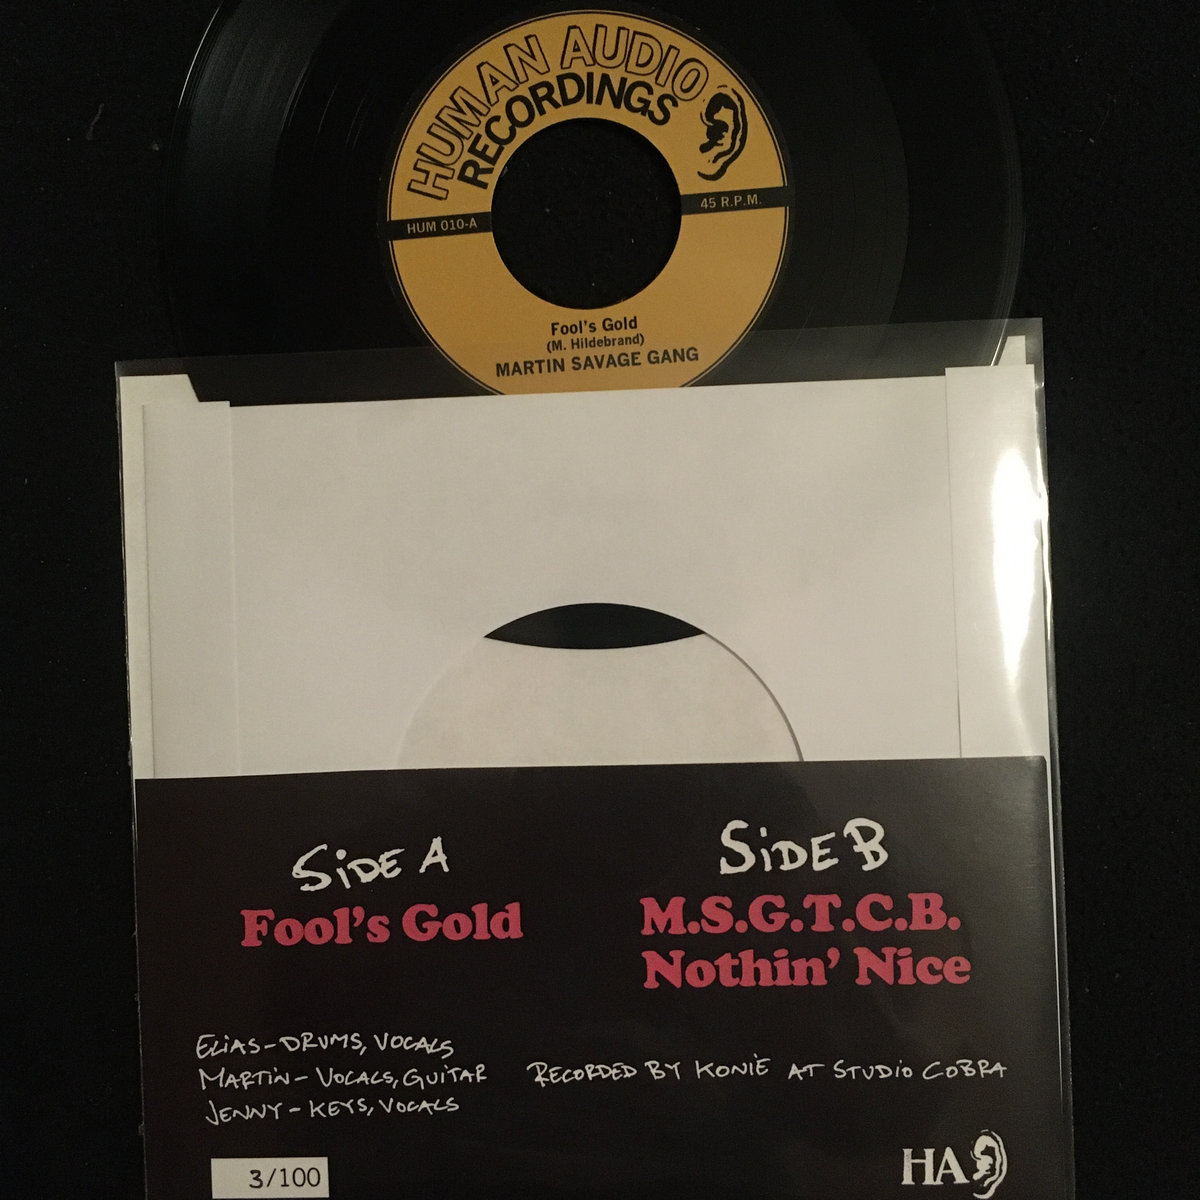 HUMAN AUDIO
RECORDINGS
HUM 010-A
45 R.P.M.
Fool's Gold
(M. Hildebrand)
MARTIN SAVAGE GANG
SiDE A
Fool's Gold
SiDE B
M.S.G.T.C.B.
Nothin' Nice
ELiAS-DRUMS, VOCALS
MARTiN-VOCALS, GUiTAR
JENNY-KEYS, VOCALS
RECORDED BY KONiE AT STUDiO COBRA
3/100
HA